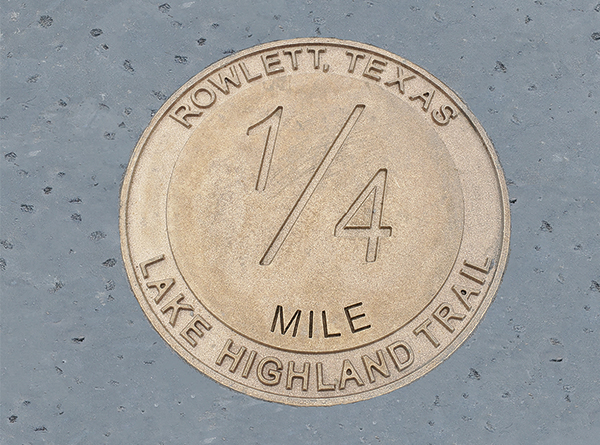 ROWLETT, TEXAS
1/4
MILE
LAKE HIGHLAND TRAIL